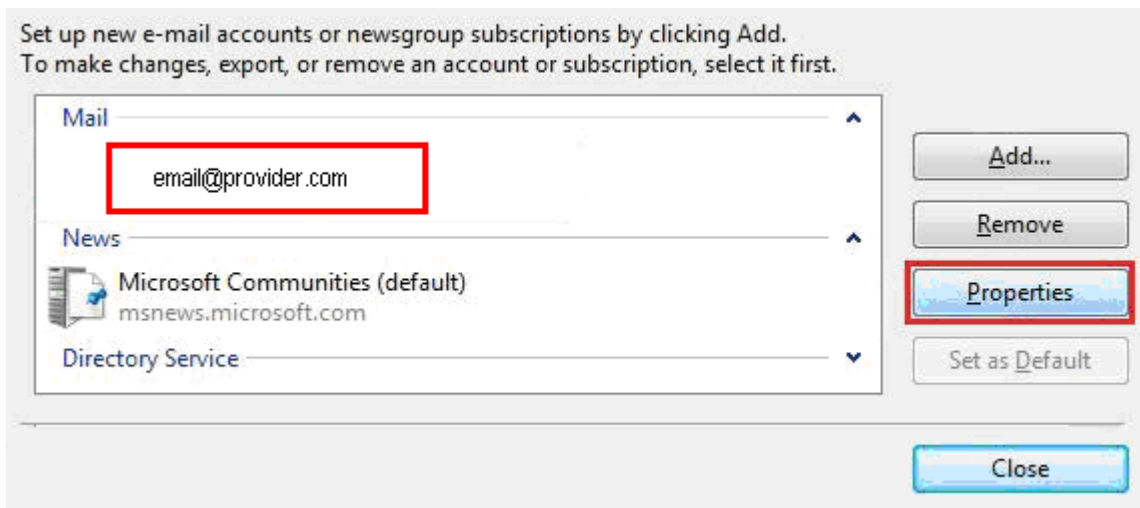 Set up new e-mail accounts or newsgroup subscriptions by clicking Add.
To make changes, export, or remove an account or subscription, select it first.
Mail
email@provider.com
News
Microsoft Communities (default)
msnews.microsoft.com
Directory Service
Add...
Remove
Properties
Set as Default
Close